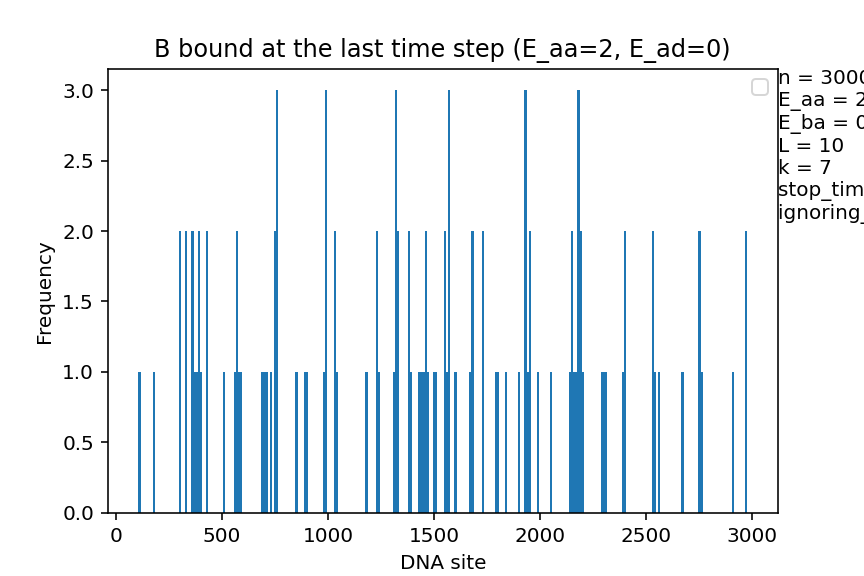 B bound at the last time step (E_aa=2, E_ad=0)
3.0
2.5
2.0
1.5
1.0
0.5
0.0
Frequency
0 500 1000 1500 2000 2500 3000
DNA site
n = 3000
E_aa = 2
E_ba = 0
L = 10
k = 7
stop_tim
ignoring_